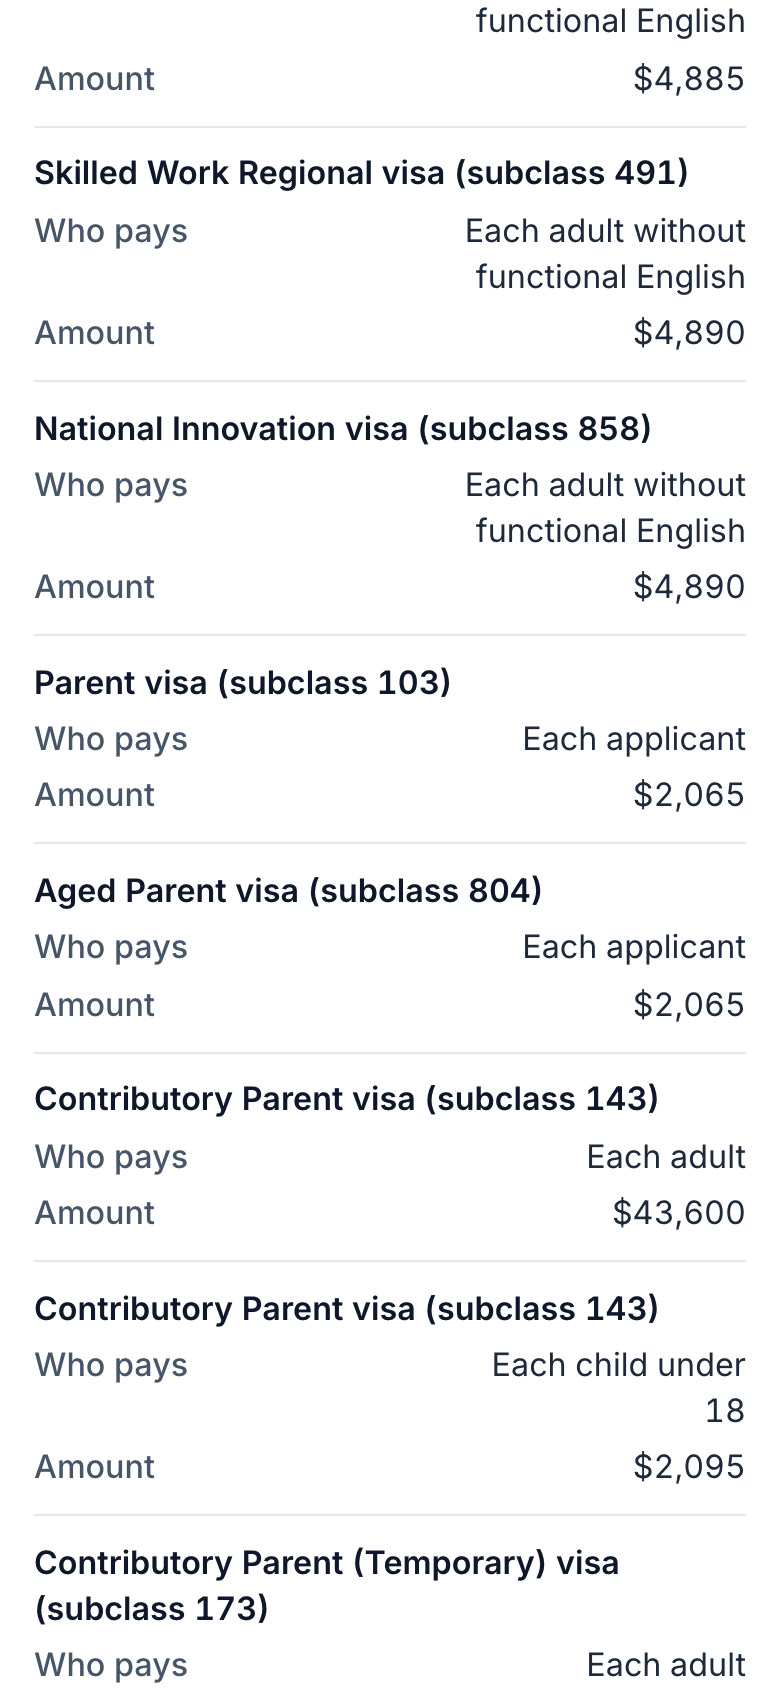 functional English
Amount $4,885
Skilled Work Regional visa (subclass 491)
Who pays Each adult without
functional English
Amount $4,890
National Innovation visa (subclass 858)
Who pays Each adult without
functional English
Amount $4,890
Parent visa (subclass 103)
Who pays Each applicant
Amount $2,065
Aged Parent visa (subclass 804)
Who pays Each applicant
Amount $2,065
Contributory Parent visa (subclass 143)
Who pays Each adult
Amount $43,600
Contributory Parent visa (subclass 143)
Who pays Each child under
18
Amount $2,095
Contributory Parent (Temporary) visa
(subclass 173)
Who pays Each adult